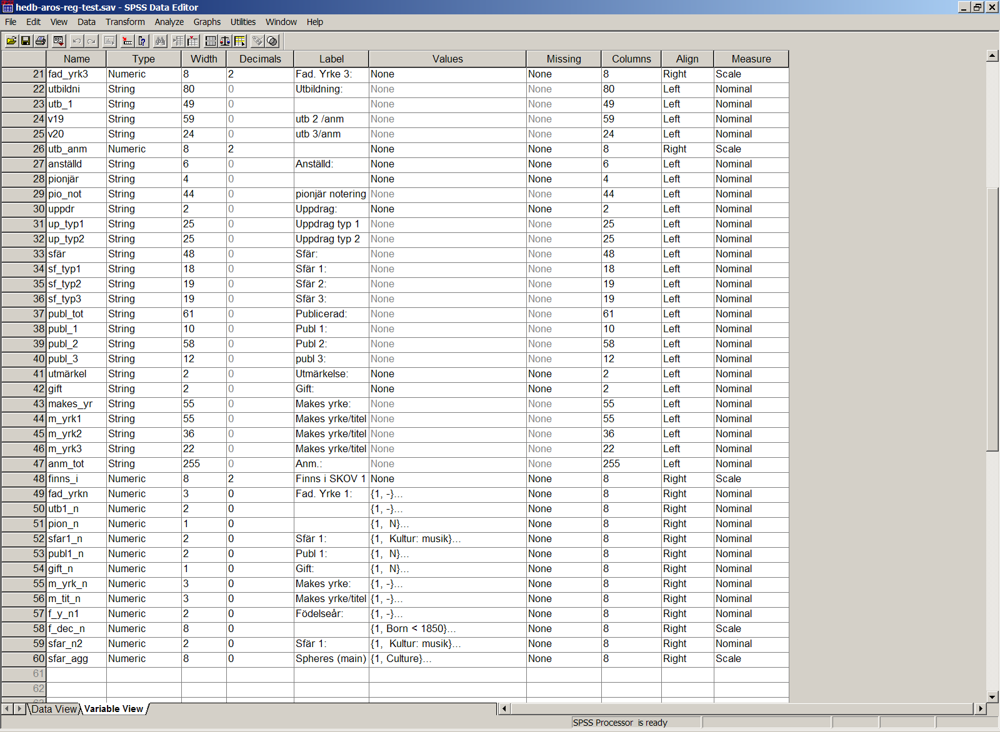 hedb-aros-reg-test.sav - SPSS Data Editor
File Edit View Data Transform Analyze Graphs Utilities Window Help
Name Type Width Decimals Label Values Missing Columns Align Measure
21 fad_yrk3 Numeric 8 2 Fad. Yrke 3: None None 8 Right Scale
22 utbildni String 80 0 Utbildning: None None 80 Left Nominal
23 utb_1 String 49 0 None None 49 Left Nominal
24 v19 String 59 0 utb 2 /anm None None 59 Left Nominal
25 v20 String 24 0 utb 3/anm None None 24 Left Nominal
26 utb_anm Numeric 8 2 None None 8 Right Scale
27 anställd String 6 0 Anställd: None None 6 Left Nominal
28 pionjär String 4 0 None None 4 Left Nominal
29 pio_not String 44 0 pionjär notering None None 44 Left Nominal
30 uppdr String 2 0 Uppdrag: None None 2 Left Nominal
31 up_typ1 String 25 0 Uppdrag typ 1 None None 25 Left Nominal
32 up_typ2 String 25 0 Uppdrag typ 2 None None 25 Left Nominal
33 sfär String 48 0 Sfär: None None 48 Left Nominal
34 sf_typ1 String 18 0 Sfär 1: None None 18 Left Nominal
35 sf_typ2 String 19 0 Sfär 2: None None 19 Left Nominal
36 sf_typ3 String 19 0 Sfär 3: None None 19 Left Nominal
37 publ_tot String 61 0 Publicerad: None None 61 Left Nominal
38 publ_1 String 10 0 Publ 1: None None 10 Left Nominal
39 publ_2 String 58 0 Publ 2: None None 58 Left Nominal
40 publ_3 String 12 0 publ 3: None None 12 Left Nominal
41 utmärkel String 2 0 Utmärkelse: None None 2 Left Nominal
42 gift String 2 0 Gift: None None 2 Left Nominal
43 makes_yr String 55 0 Makes yrke: None None 55 Left Nominal
44 m_yrk1 String 55 0 Makes yrke/titel None None 55 Left Nominal
45 m_yrk2 String 36 0 Makes yrke/titel None None 36 Left Nominal
46 m_yrk3 String 22 0 Makes yrke/titel None None 22 Left Nominal
47 anm_tot String 255 0 Anm.: None None 255 Left Nominal
48 finns_i Numeric 8 2 Finns i SKOV 1 None None 8 Right Scale
49 fad_yrkn Numeric 3 0 Fad. Yrke 1: {1, -}... None 8 Right Nominal
50 utb1_n Numeric 2 0 {1, -}... None 8 Right Nominal
51 pion_n Numeric 1 0 {1, N}... None 8 Right Nominal
52 sfar1_n Numeric 2 0 Sfär 1: {1, Kultur: musik}... None 8 Right Nominal
53 publ1_n Numeric 2 0 Publ 1: {1, N}... None 8 Right Nominal
54 gift_n Numeric 1 0 Gift: {1, N}... None 8 Right Nominal
55 m_yrk_n Numeric 3 0 Makes yrke: {1, -}... None 8 Right Nominal
56 m_tit_n Numeric 3 0 Makes yrke/titel {1, -}... None 8 Right Nominal
57 f_y_n1 Numeric 2 0 Födelseår: {1, -}... None 8 Right Nominal
58 f_dec_n Numeric 8 0 {1, Born < 1850}... None 8 Right Scale
59 sfar_n2 Numeric 2 0 Sfär 1: {1, Kultur: musik}... None 8 Right Nominal
60 sfar_agg Numeric 8 0 Spheres (main) {1, Culture}... None 8 Right Scale
61
62
Data View Variable View
SPSS Processor is ready